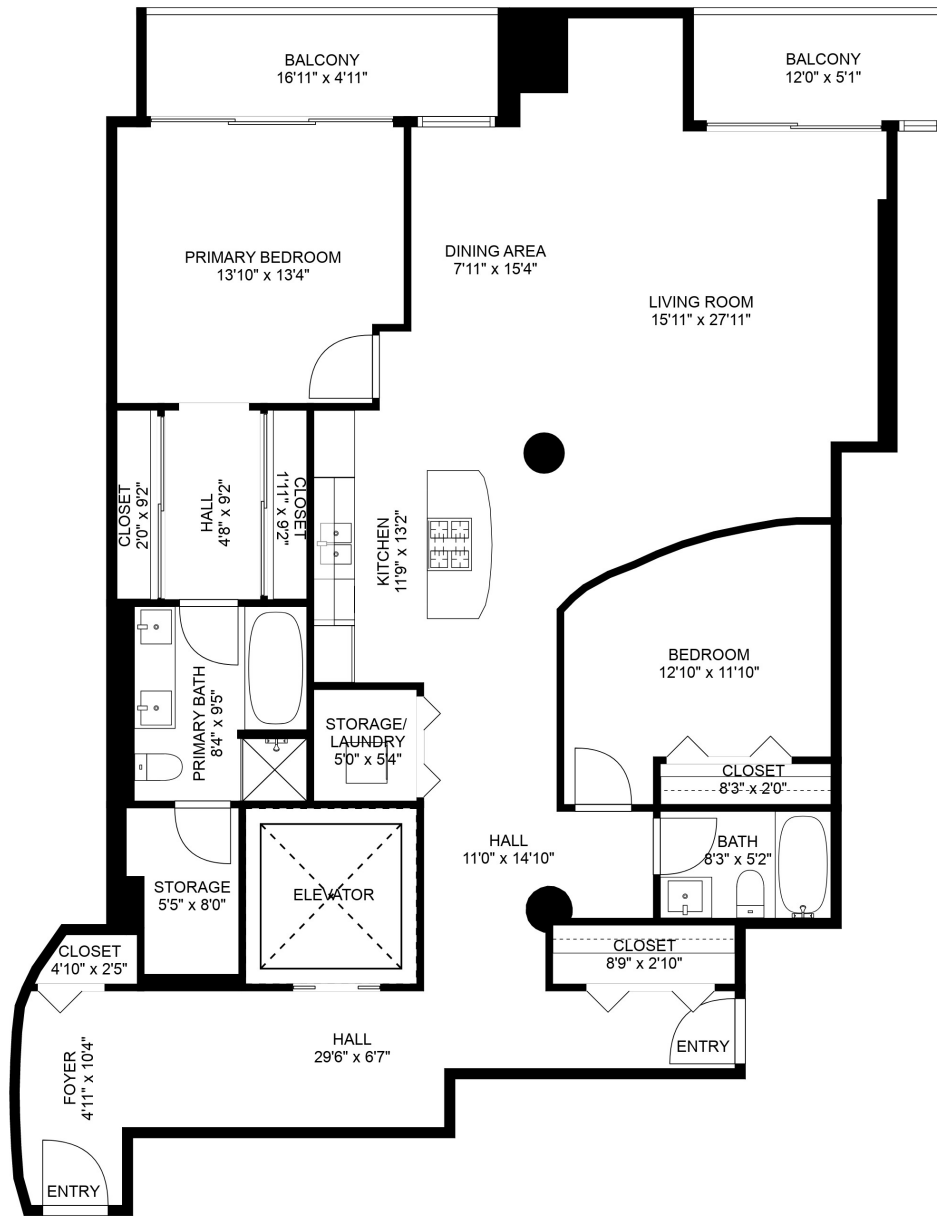 BALCONY
16'11" x 4'11"
BALCONY
12'0" x 5'1"
PRIMARY BEDROOM
13'10" x 13'4"
DINING AREA
7'11" x 15'4"
LIVING ROOM
15'11" x 27'11"
CLOSET
2'0" x 9'2"
HALL
4'8" x 9'2"
CLOSET
1'11" x 9'2"
KITCHEN
11'9" x 13'2"
BEDROOM
12'10" x 11'10"
PRIMARY BATH
8'4" x 9'5"
STORAGE/
LAUNDRY
5'0" x 5'4"
CLOSET
8'3" x 2'0"
HALL
11'0" x 14'10"
BATH
8'3" x 5'2"
STORAGE
5'5" x 8'0"
ELEVATOR
CLOSET
4'10" x 2'5"
CLOSET
8'9" x 2'10"
HALL
29'6" x 6'7"
ENTRY
FOYER
4'11" x 10'4"
ENTRY